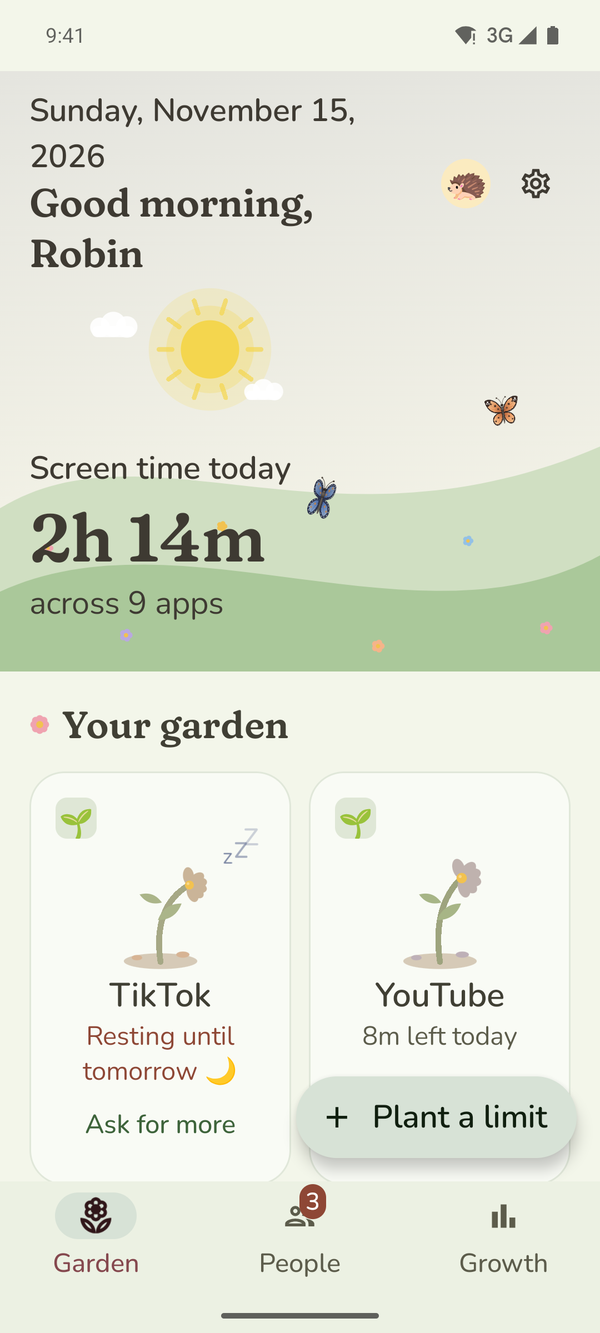 9:41
3G
Sunday, November 15,
2026
Good morning,
Robin
Screen time today
2h 14m
across 9 apps
Your garden
z z z
TikTok
Resting until
tomorrow 🌙
Ask for more
YouTube
8m left today
+ Plant a limit
3
Garden
People
Growth